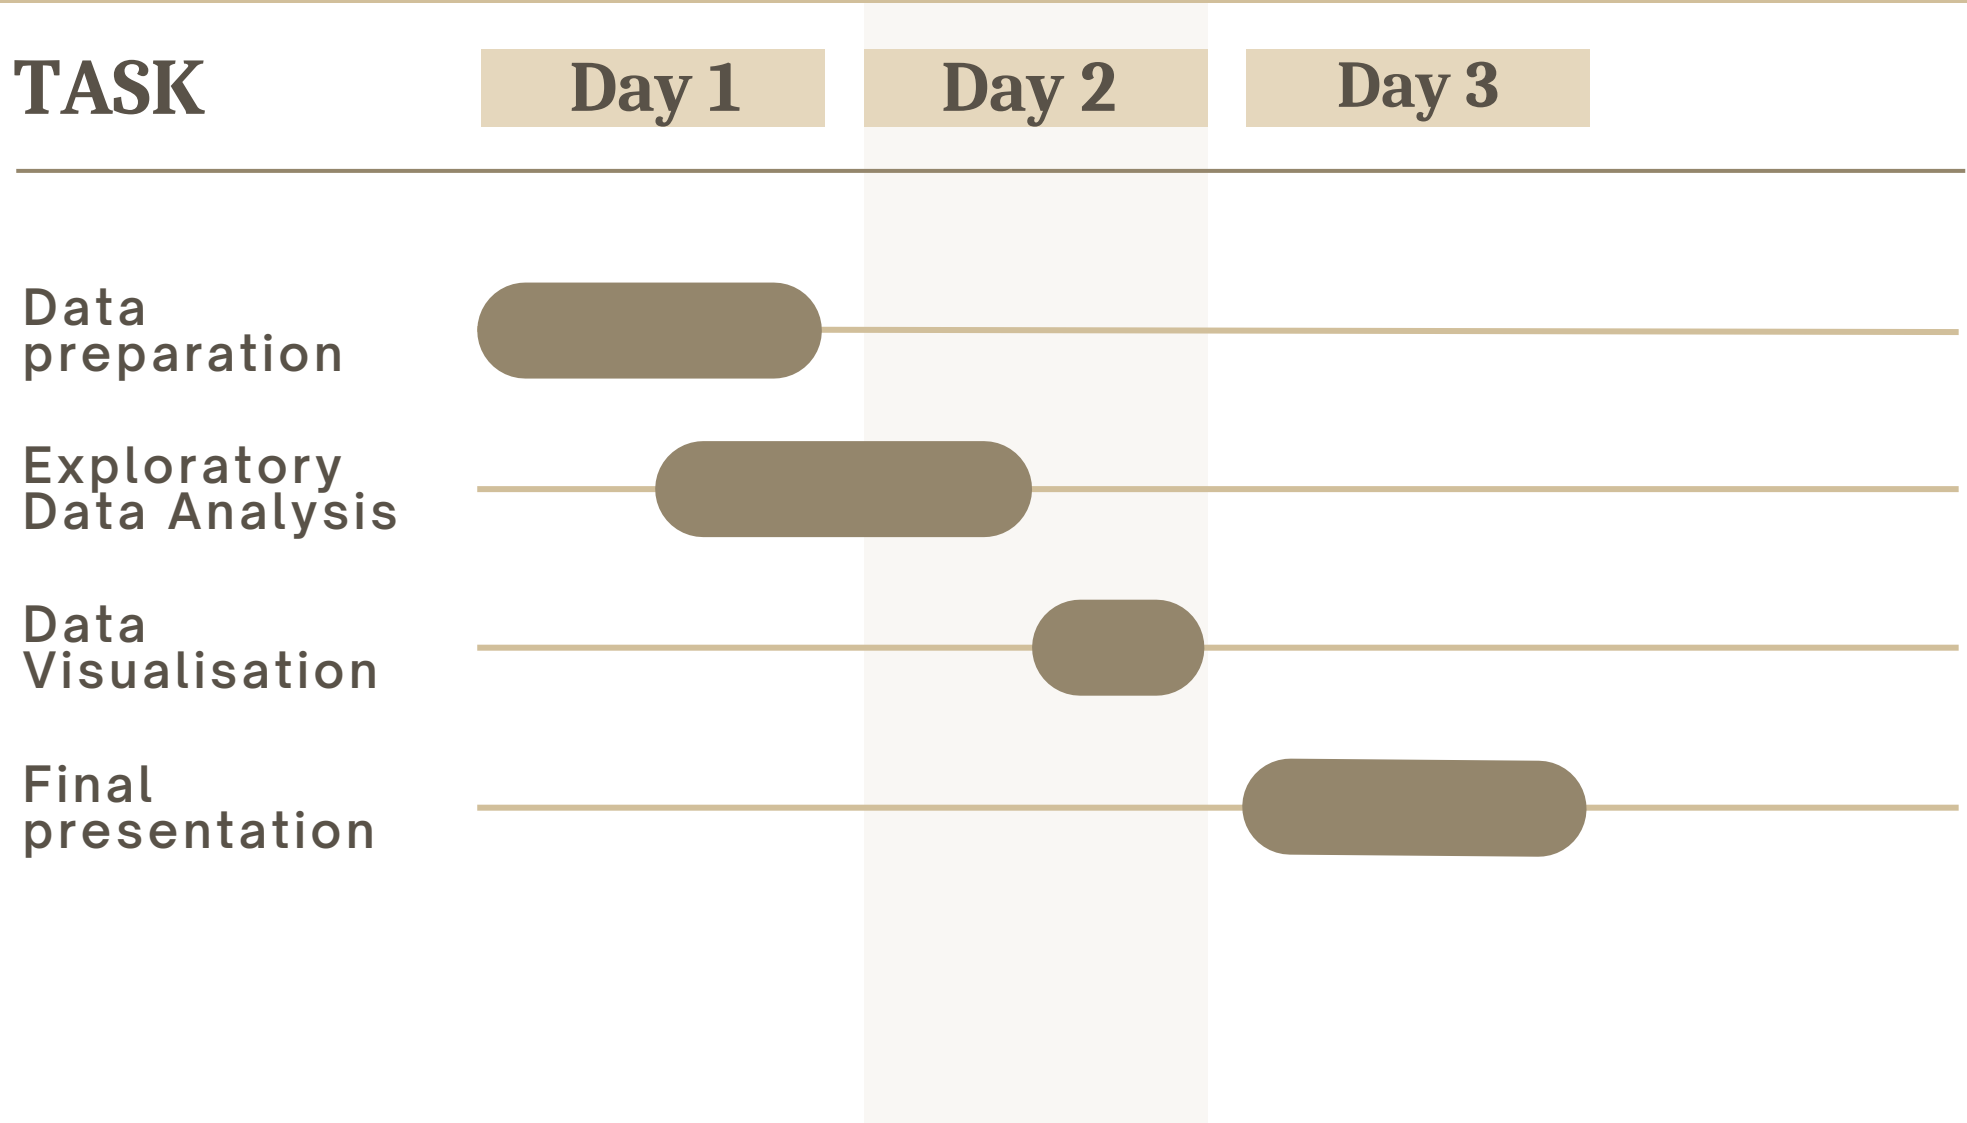 TASK
Day 1
Day 2
Day 3
Data
preparation
Exploratory
Data Analysis
Data
Visualisation
Final
presentation